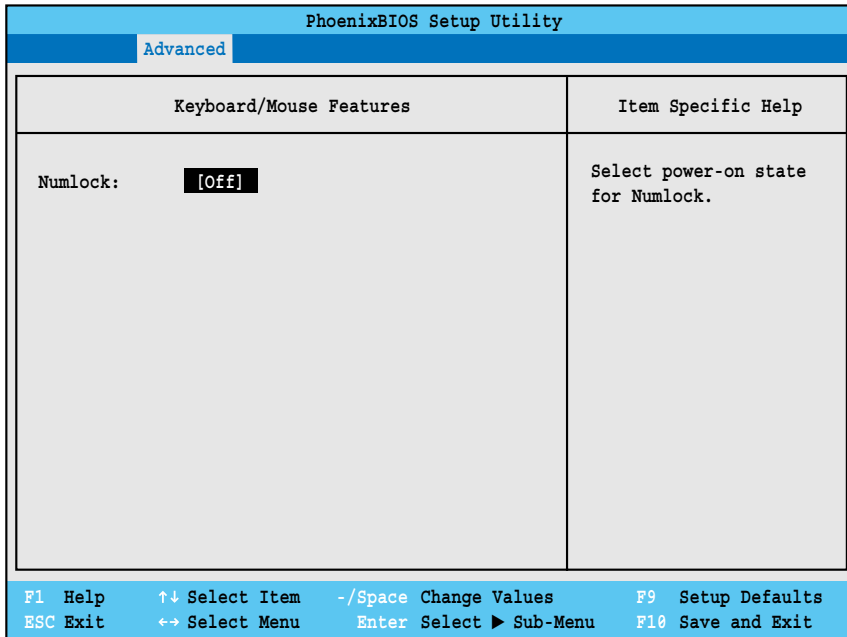 PhoenixBIOS Setup Utility
Advanced
Keyboard/Mouse Features
Item Specific Help
Numlock: [Off]
Select power-on state
for Numlock.
F1 Help ↑↓ Select Item -/Space Change Values F9 Setup Defaults
ESC Exit ←→ Select Menu Enter Select ▶ Sub-Menu F10 Save and Exit